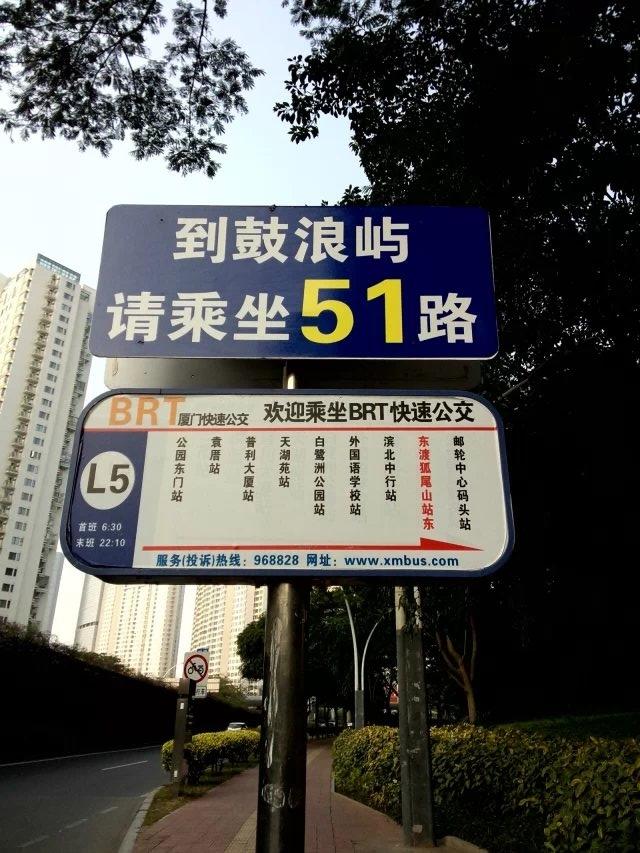 到鼓浪屿
请乘坐51路
BRT厦门快速公交 欢迎乘坐BRT快速公交
L5
首班 6:30
末班 22:10
公园东门站
袁厝站
普利大厦站
天湖苑站
白鹭洲公园站
外国语学校站
滨北中行站
东渡狐尾山站东
邮轮中心码头站
服务(投诉)热线：968828 网址：www.xmbus.com